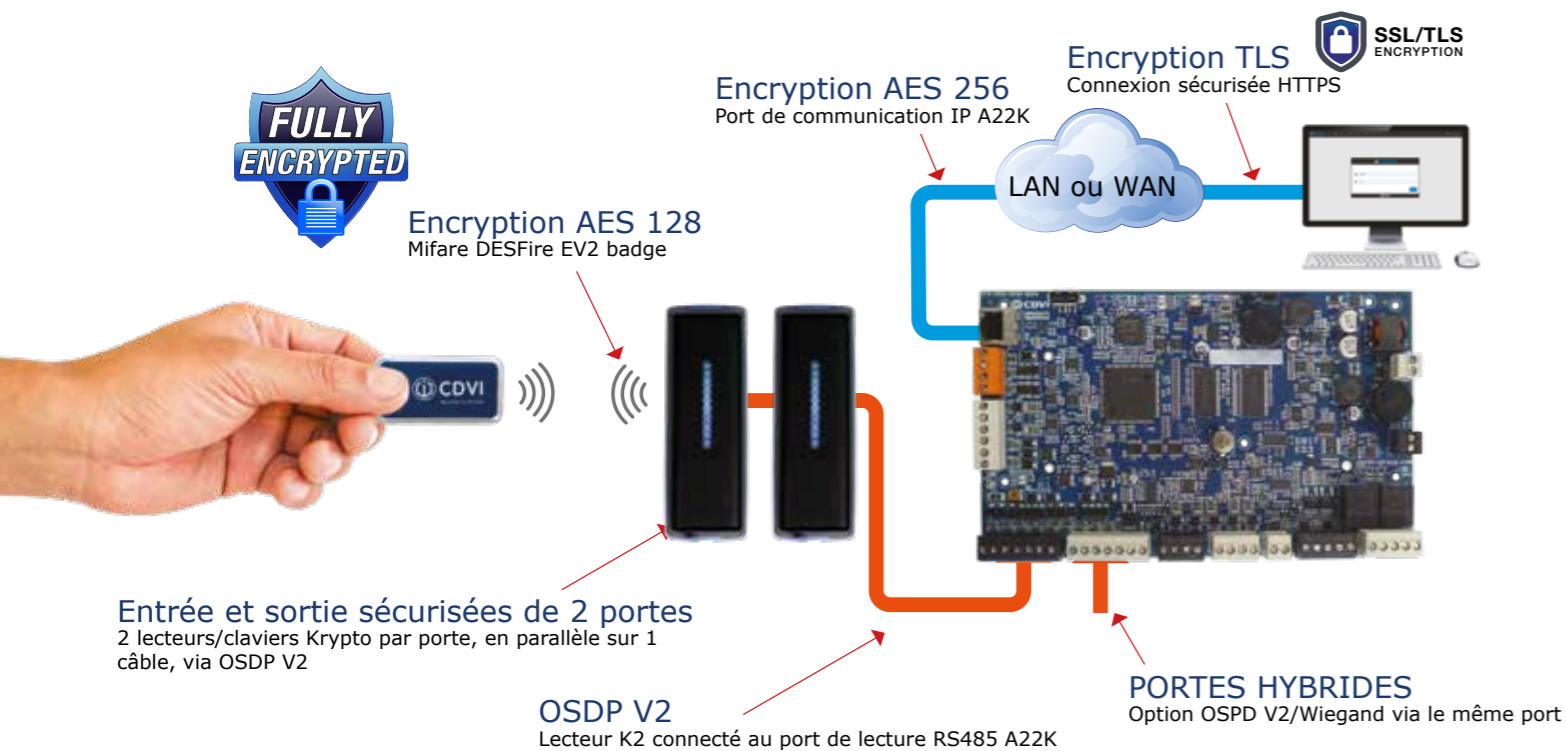 SSL/TLS
ENCRYPTION
Encryption TLS
Connexion sécurisée HTTPS
Encryption AES 256
Port de communication IP A22K
FULLY
ENCRYPTED
LAN ou WAN
Encryption AES 128
Mifare DESFire EV2 badge
CDVI
CDVI
Entrée et sortie sécurisées de 2 portes
2 lecteurs/claviers Krypto par porte, en parallèle sur 1
câble, via OSDP V2
PORTES HYBRIDES
Option OSPD V2/Wiegand via le même port
OSDP V2
Lecteur K2 connecté au port de lecture RS485 A22K